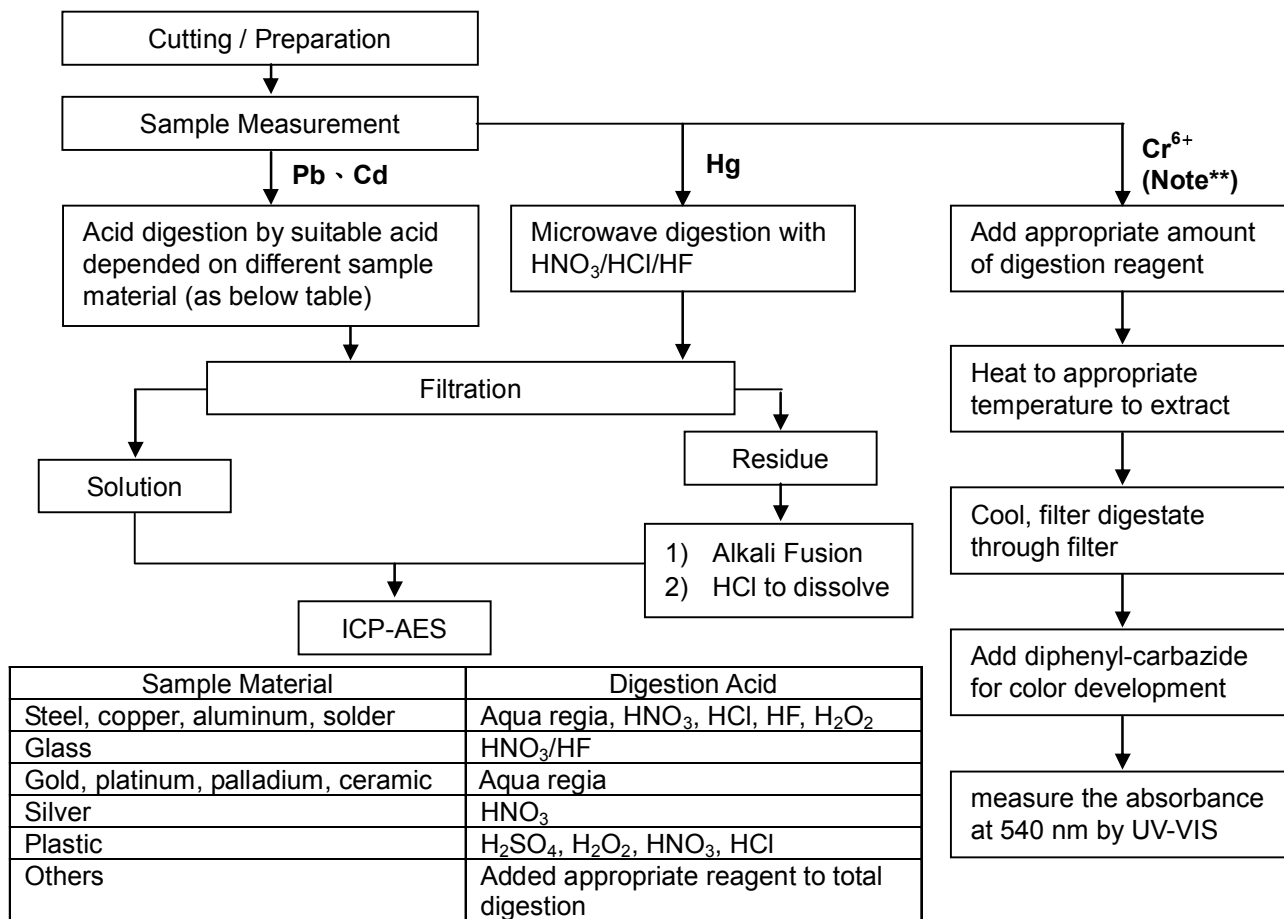 Cutting / Preparation
Sample Measurement
Pb、Cd
Hg
Cr⁶⁺
(Note**)
Acid digestion by suitable acid
depended on different sample
material (as below table)
Microwave digestion with
HNO₃/HCl/HF
Add appropriate amount
of digestion reagent
Filtration
Heat to appropriate
temperature to extract
Solution
Residue
1) Alkali Fusion
2) HCl to dissolve
Cool, filter digestate
through filter
ICP-AES
Add diphenyl-carbazide
for color development
measure the absorbance
at 540 nm by UV-VIS
Sample Material Digestion Acid
Steel, copper, aluminum, solder Aqua regia, HNO₃, HCl, HF, H₂O₂
Glass HNO₃/HF
Gold, platinum, palladium, ceramic Aqua regia
Silver HNO₃
Plastic H₂SO₄, H₂O₂, HNO₃, HCl
Others Added appropriate reagent to total
digestion